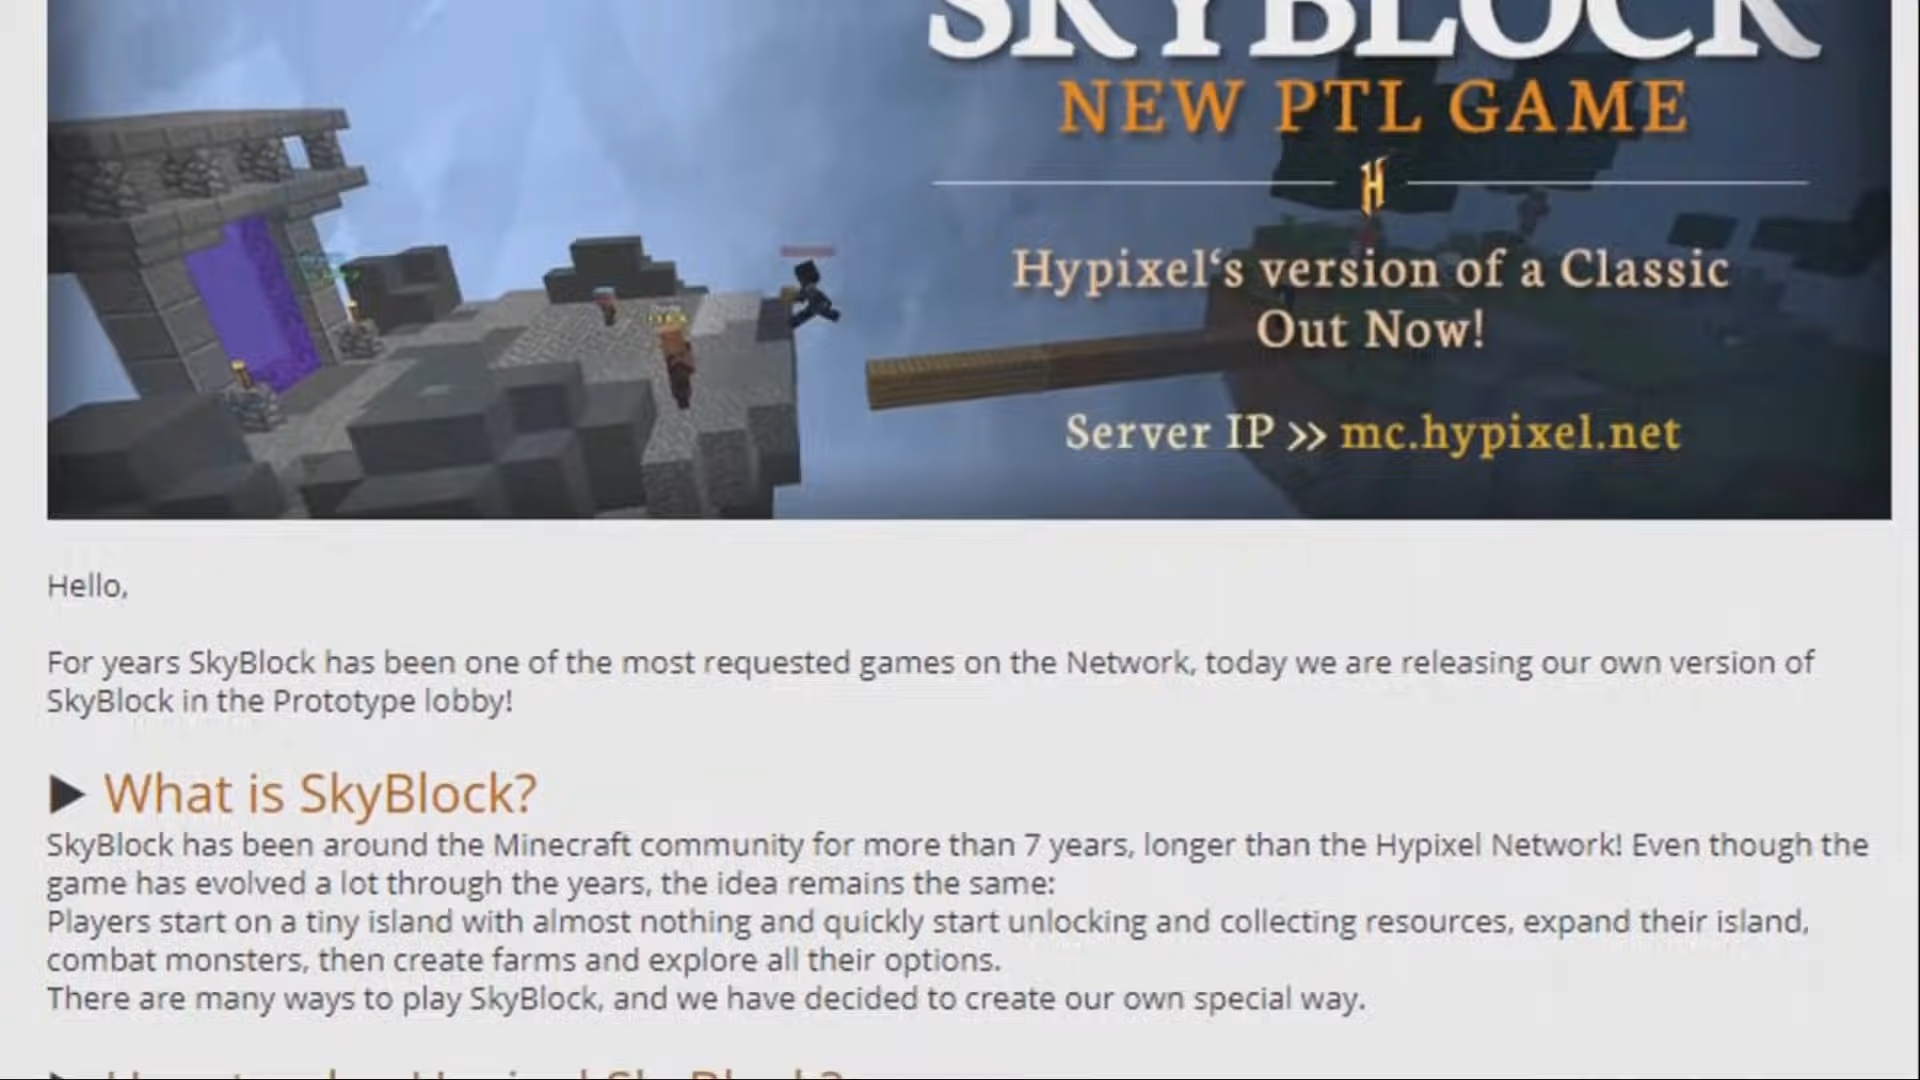 SKYBLOCK
NEW PTL GAME
Hypixel‘s version of a Classic
Out Now!
Server IP >> mc.hypixel.net
Hello,
For years SkyBlock has been one of the most requested games on the Network, today we are releasing our own version of
SkyBlock in the Prototype lobby!
▶ What is SkyBlock?
SkyBlock has been around the Minecraft community for more than 7 years, longer than the Hypixel Network! Even though the
game has evolved a lot through the years, the idea remains the same:
Players start on a tiny island with almost nothing and quickly start unlocking and collecting resources, expand their island,
combat monsters, then create farms and explore all their options.
There are many ways to play SkyBlock, and we have decided to create our own special way.